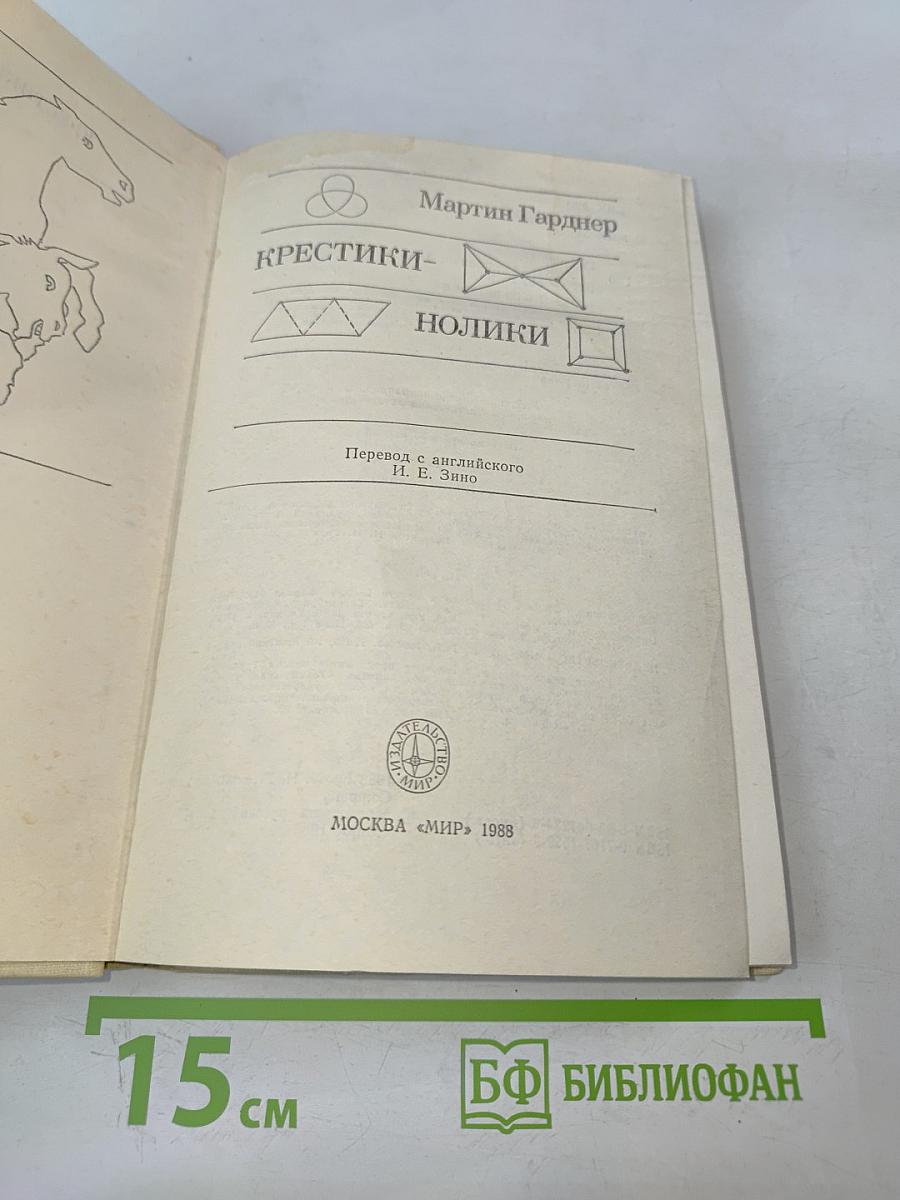 Мартин Гарднер
КРЕСТИКИ-
НОЛИКИ
Перевод с английского
И. Е. Зино
ИЗДАТЕЛЬСТВО
МИР
МОСКВА «МИР» 1988
15 см
БФ БИБЛИОФАН